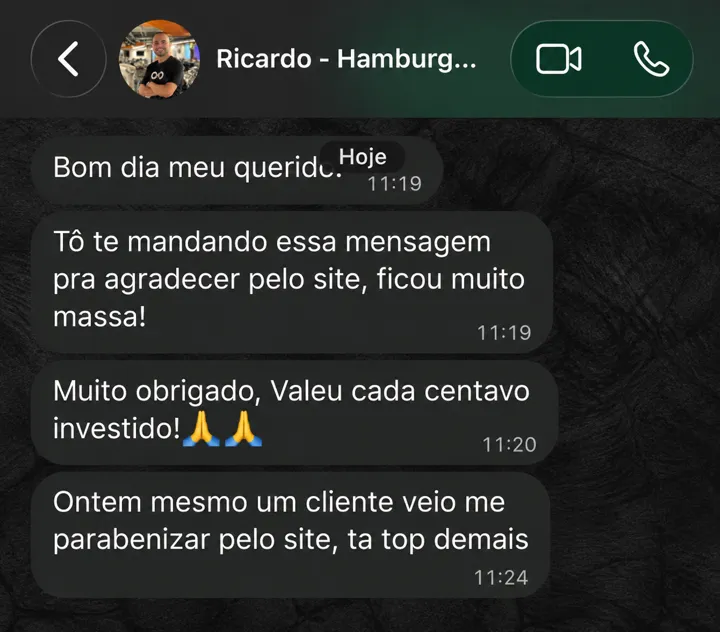 Ricardo - Hamburg...
Hoje
Bom dia meu querido.
11:19
Tô te mandando essa mensagem
pra agradecer pelo site, ficou muito
massa!
11:19
Muito obrigado, Valeu cada centavo
investido!🙏🙏
11:20
Ontem mesmo um cliente veio me
parabenizar pelo site, ta top demais
11:24